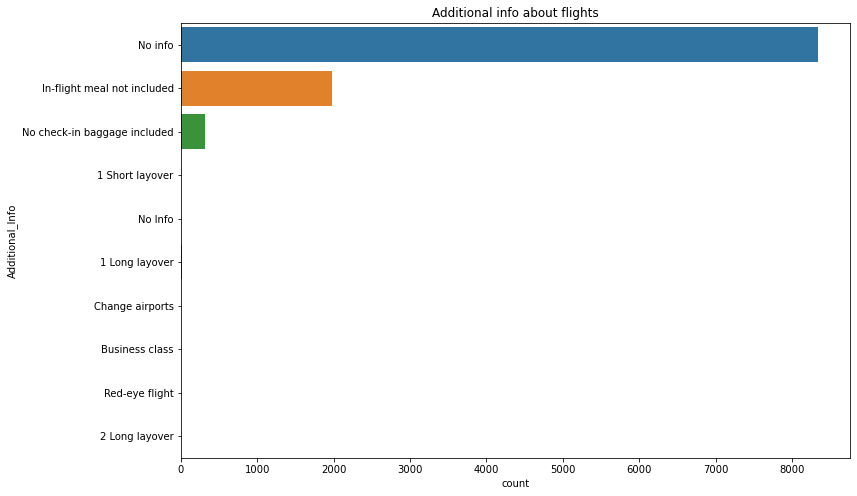 Additional info about flights
No info
In-flight meal not included
No check-in baggage included
1 Short layover
No Info
1 Long layover
Change airports
Business class
Red-eye flight
2 Long layover
Additional_Info
0 1000 2000 3000 4000 5000 6000 7000 8000
count